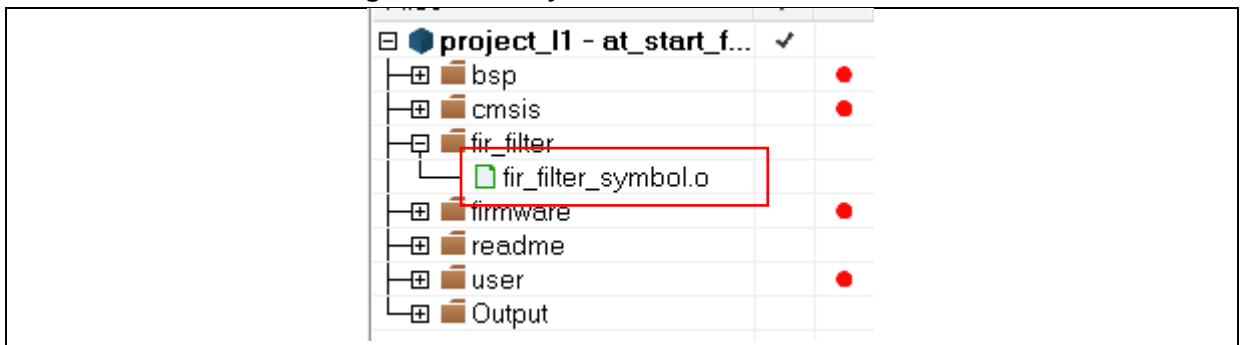 project_l1 - at_start_f...
bsp
cmsis
fir_filter
fir_filter_symbol.o
firmware
readme
user
Output